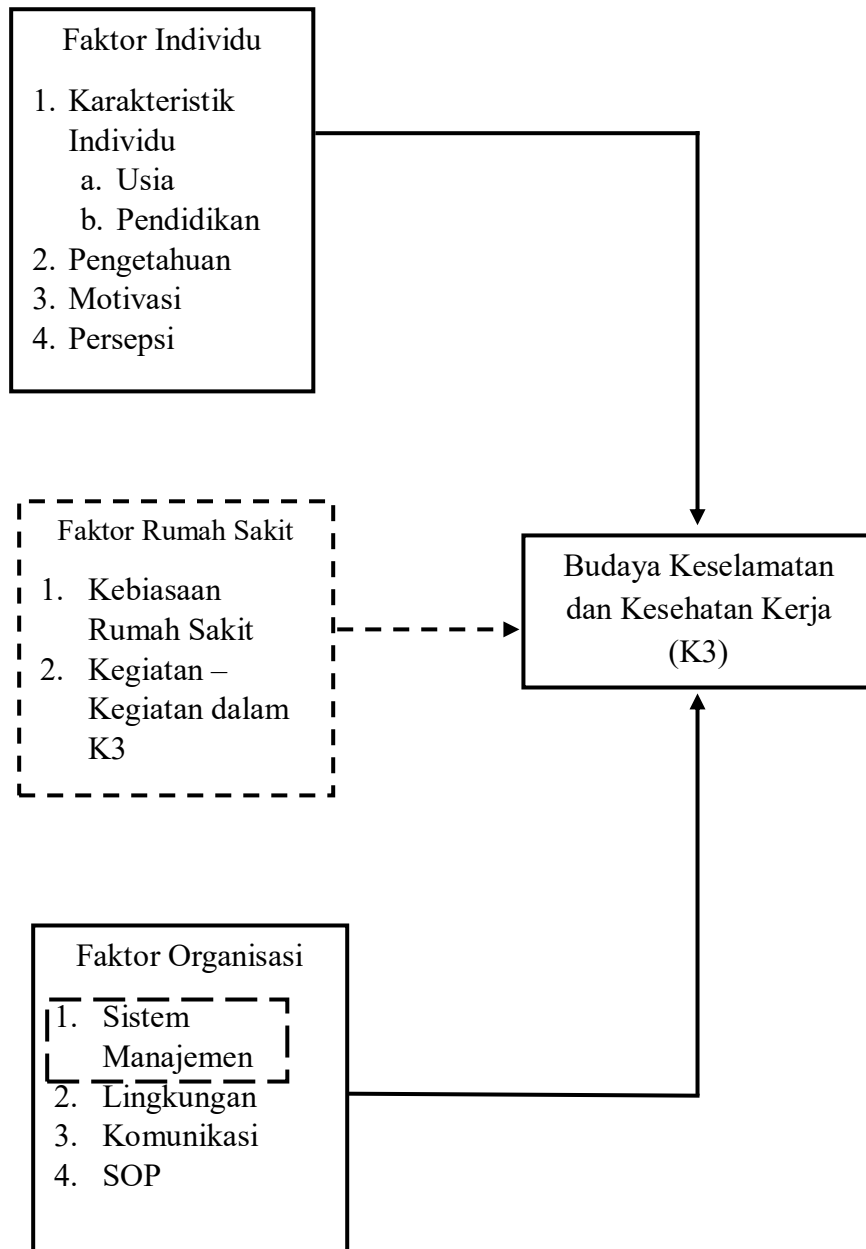 Faktor Individu
1. Karakteristik
Individu
a. Usia
b. Pendidikan
2. Pengetahuan
3. Motivasi
4. Persepsi
Faktor Rumah Sakit
1. Kebiasaan
Rumah Sakit
2. Kegiatan –
Kegiatan dalam
K3
Budaya Keselamatan
dan Kesehatan Kerja
(K3)
Faktor Organisasi
1. Sistem
Manajemen
2. Lingkungan
3. Komunikasi
4. SOP